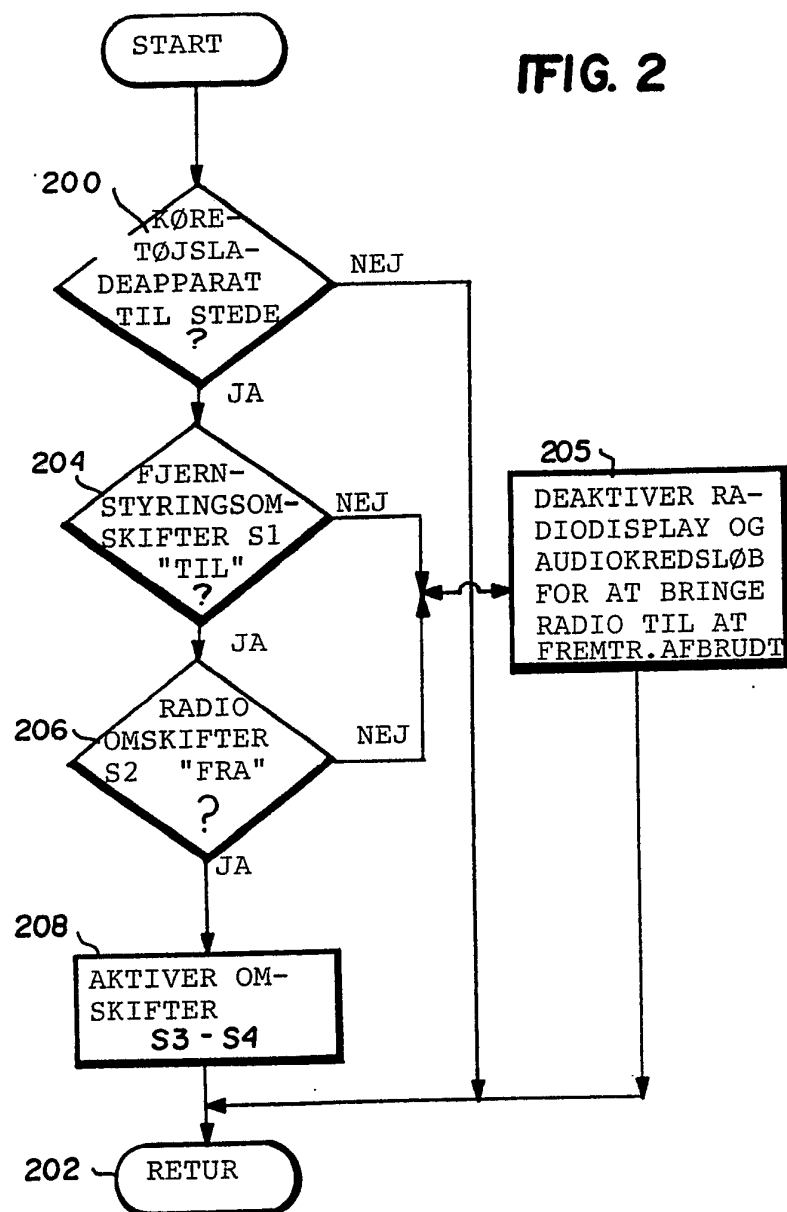 START
FIG. 2
200
KØRE-
TØJSLA-
DEAPPARAT
TIL STEDE
?
NEJ
JA
204
FJERN-
STYRINGSOM-
SKIFTER S1
"TIL"
?
NEJ
JA
205
DEAKTIVER RA-
DIODISPLAY OG
AUDIOKREDSLØB
FOR AT BRINGE
RADIO TIL AT
FREMTR.AFBRUDT
206
RADIO
OMSKIFTER
S2 "FRA"
?
NEJ
JA
208
AKTIVER OM-
SKIFTER
S3 - S4
202
RETUR